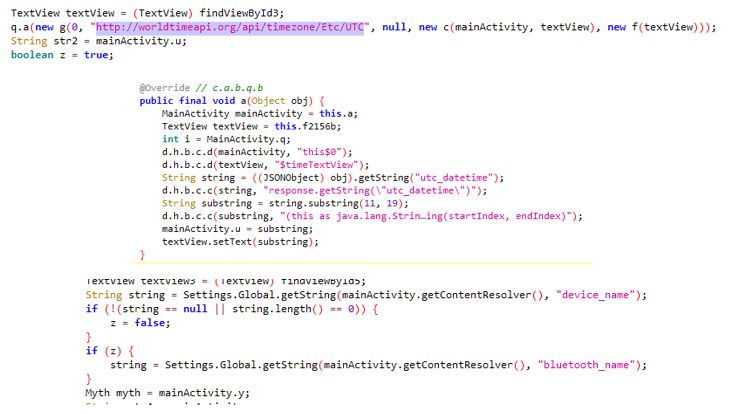 TextView textView = (TextView) findViewById3;
q.a(new g(0, "http://worldtimeapi.org/api/timezone/Etc/UTC", null, new c(mainActivity, textView), new f(textView)));
String str2 = mainActivity.u;
boolean z = true;
@Override // c.a.b.q.b
public final void a(Object obj) {
MainActivity mainActivity = this.a;
TextView textView = this.f2156b;
int i = MainActivity.q;
d.h.b.c.d(mainActivity, "this$0");
d.h.b.c.d(textView, "$timeTextView");
String string = ((JSONObject) obj).getString("utc_datetime");
d.h.b.c.c(string, "response.getString(\"utc_datetime\")");
String substring = string.substring(11, 19);
d.h.b.c.c(substring, "(this as java.lang.Strin…ing(startIndex, endIndex)");
mainActivity.u = substring;
textView.setText(substring);
}
TextView textView3 = (TextView) findViewById5;
String string = Settings.Global.getString(mainActivity.getContentResolver(), "device_name");
if (!(string == null || string.length() == 0)) {
z = false;
}
if (z) {
string = Settings.Global.getString(mainActivity.getContentResolver(), "bluetooth_name");
}
Myth myth = mainActivity.y;